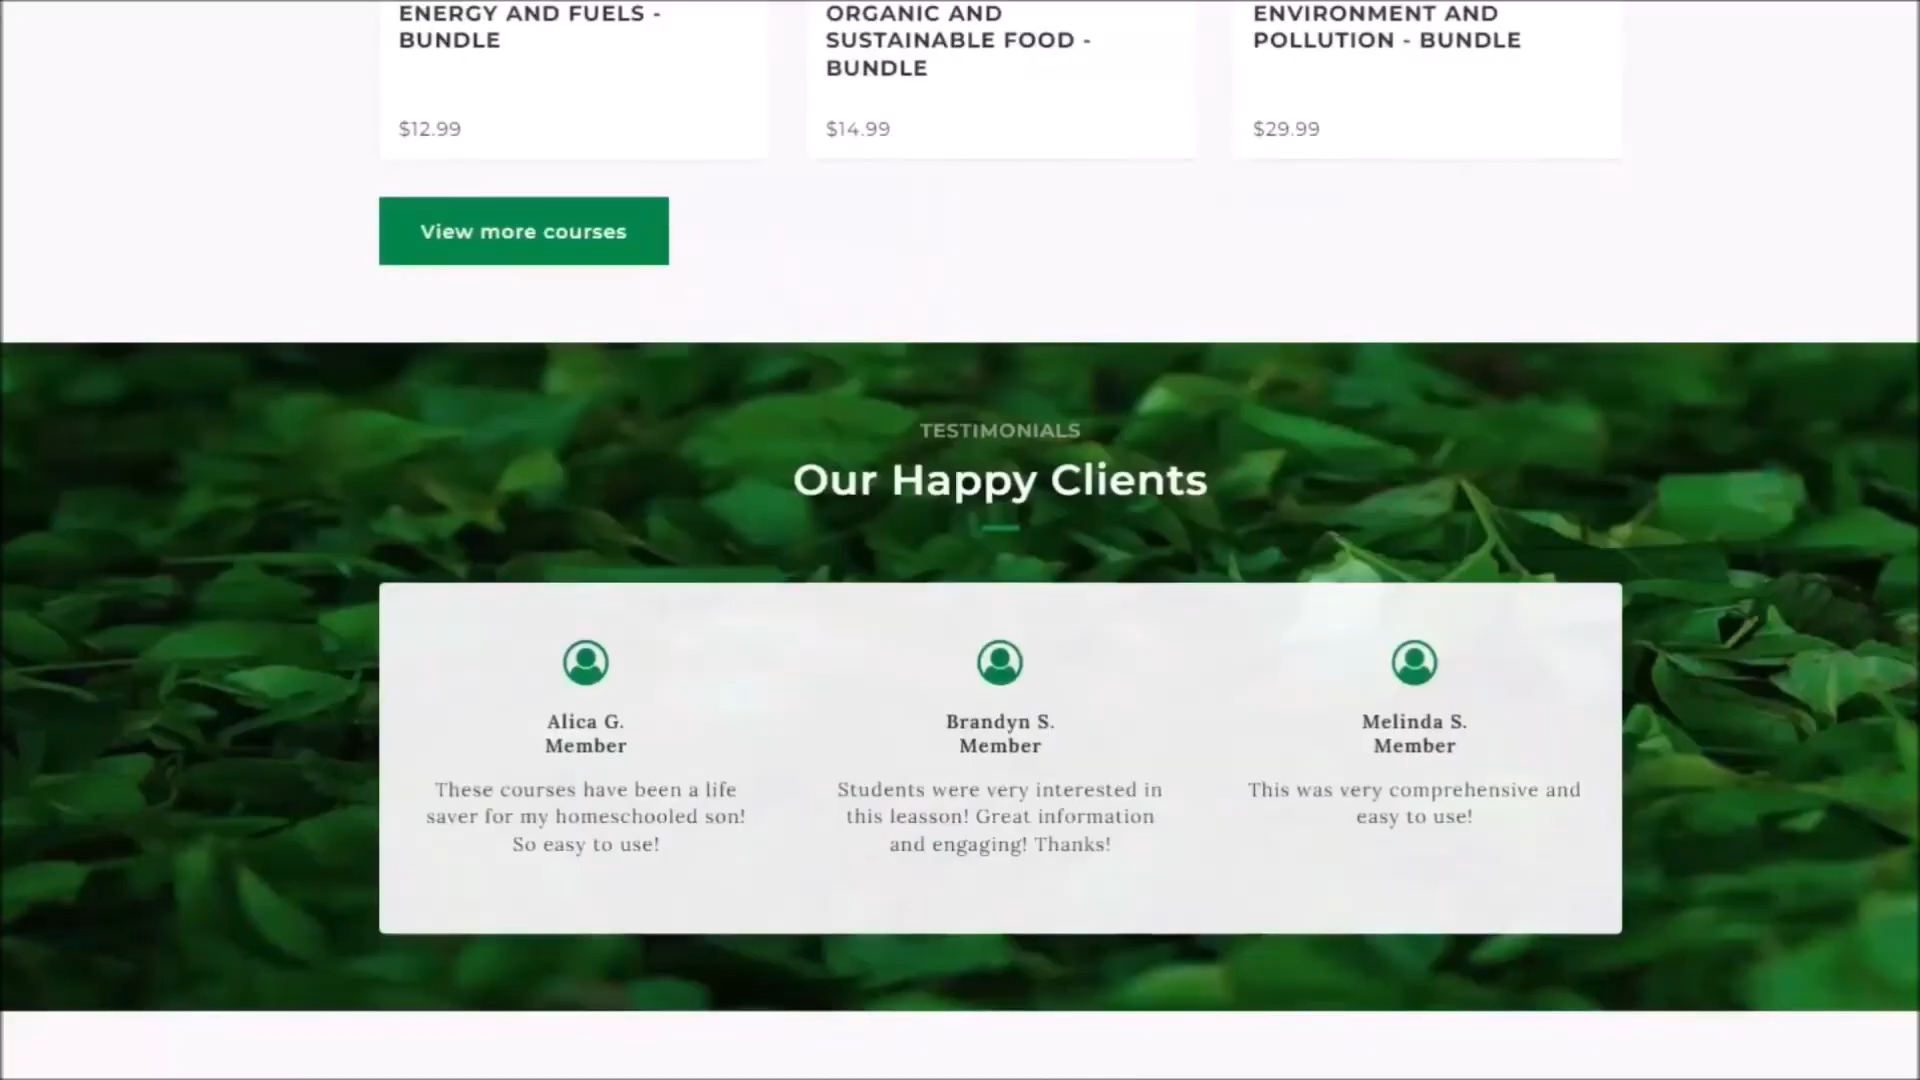 ENERGY AND FUELS -
BUNDLE
$12.99
ORGANIC AND
SUSTAINABLE FOOD -
BUNDLE
$14.99
ENVIRONMENT AND
POLLUTION - BUNDLE
$29.99
View more courses
TESTIMONIALS
Our Happy Clients
Alica G.
Member
These courses have been a life
saver for my homeschooled son!
So easy to use!
Brandyn S.
Member
Students were very interested in
this leasson! Great information
and engaging! Thanks!
Melinda S.
Member
This was very comprehensive and
easy to use!